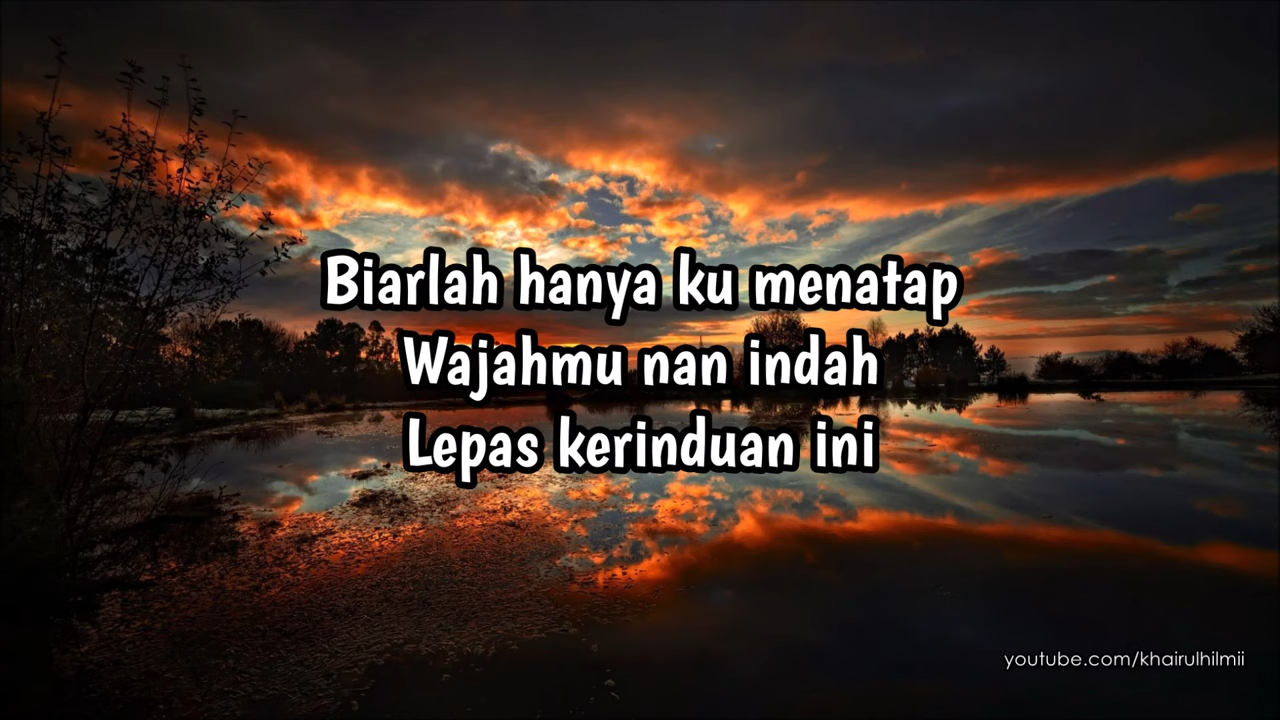 Biarlah hanya ku menatap
Wajahmu nan indah
Lepas kerinduan ini
youtube.com/khairulhilmii